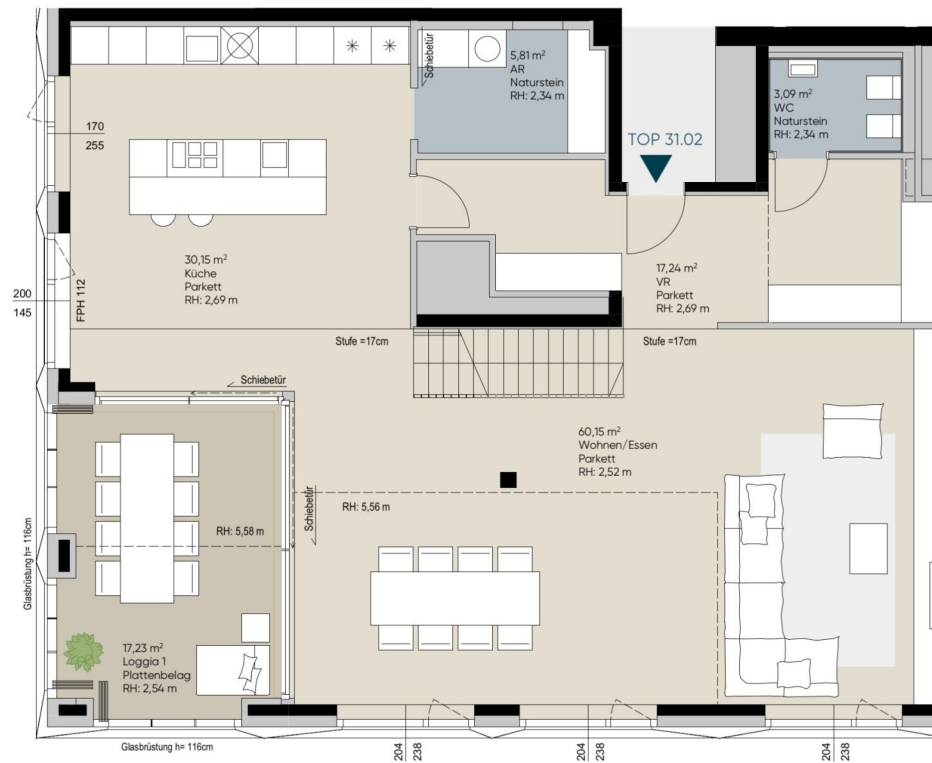 5,81 m²
AR
Naturstein
RH: 2,34 m
Schiebetür
3,09 m²
WC
Naturstein
RH: 2,34 m
TOP 31.02
170
255
30,15 m²
Küche
Parkett
RH: 2,69 m
17,24 m²
VR
Parkett
RH: 2,69 m
FPH 112
200
145
Stufe =17cm
Stufe =17cm
Schiebetür
60,15 m²
Wohnen/Essen
Parkett
RH: 2,52 m
RH: 5,58 m
Schiebetür
RH: 5,56 m
Glasbrüstung h= 116cm
17,23 m²
Loggia 1
Plattenbelag
RH: 2,54 m
Glasbrüstung h= 116cm
204
238
204
238
204
238